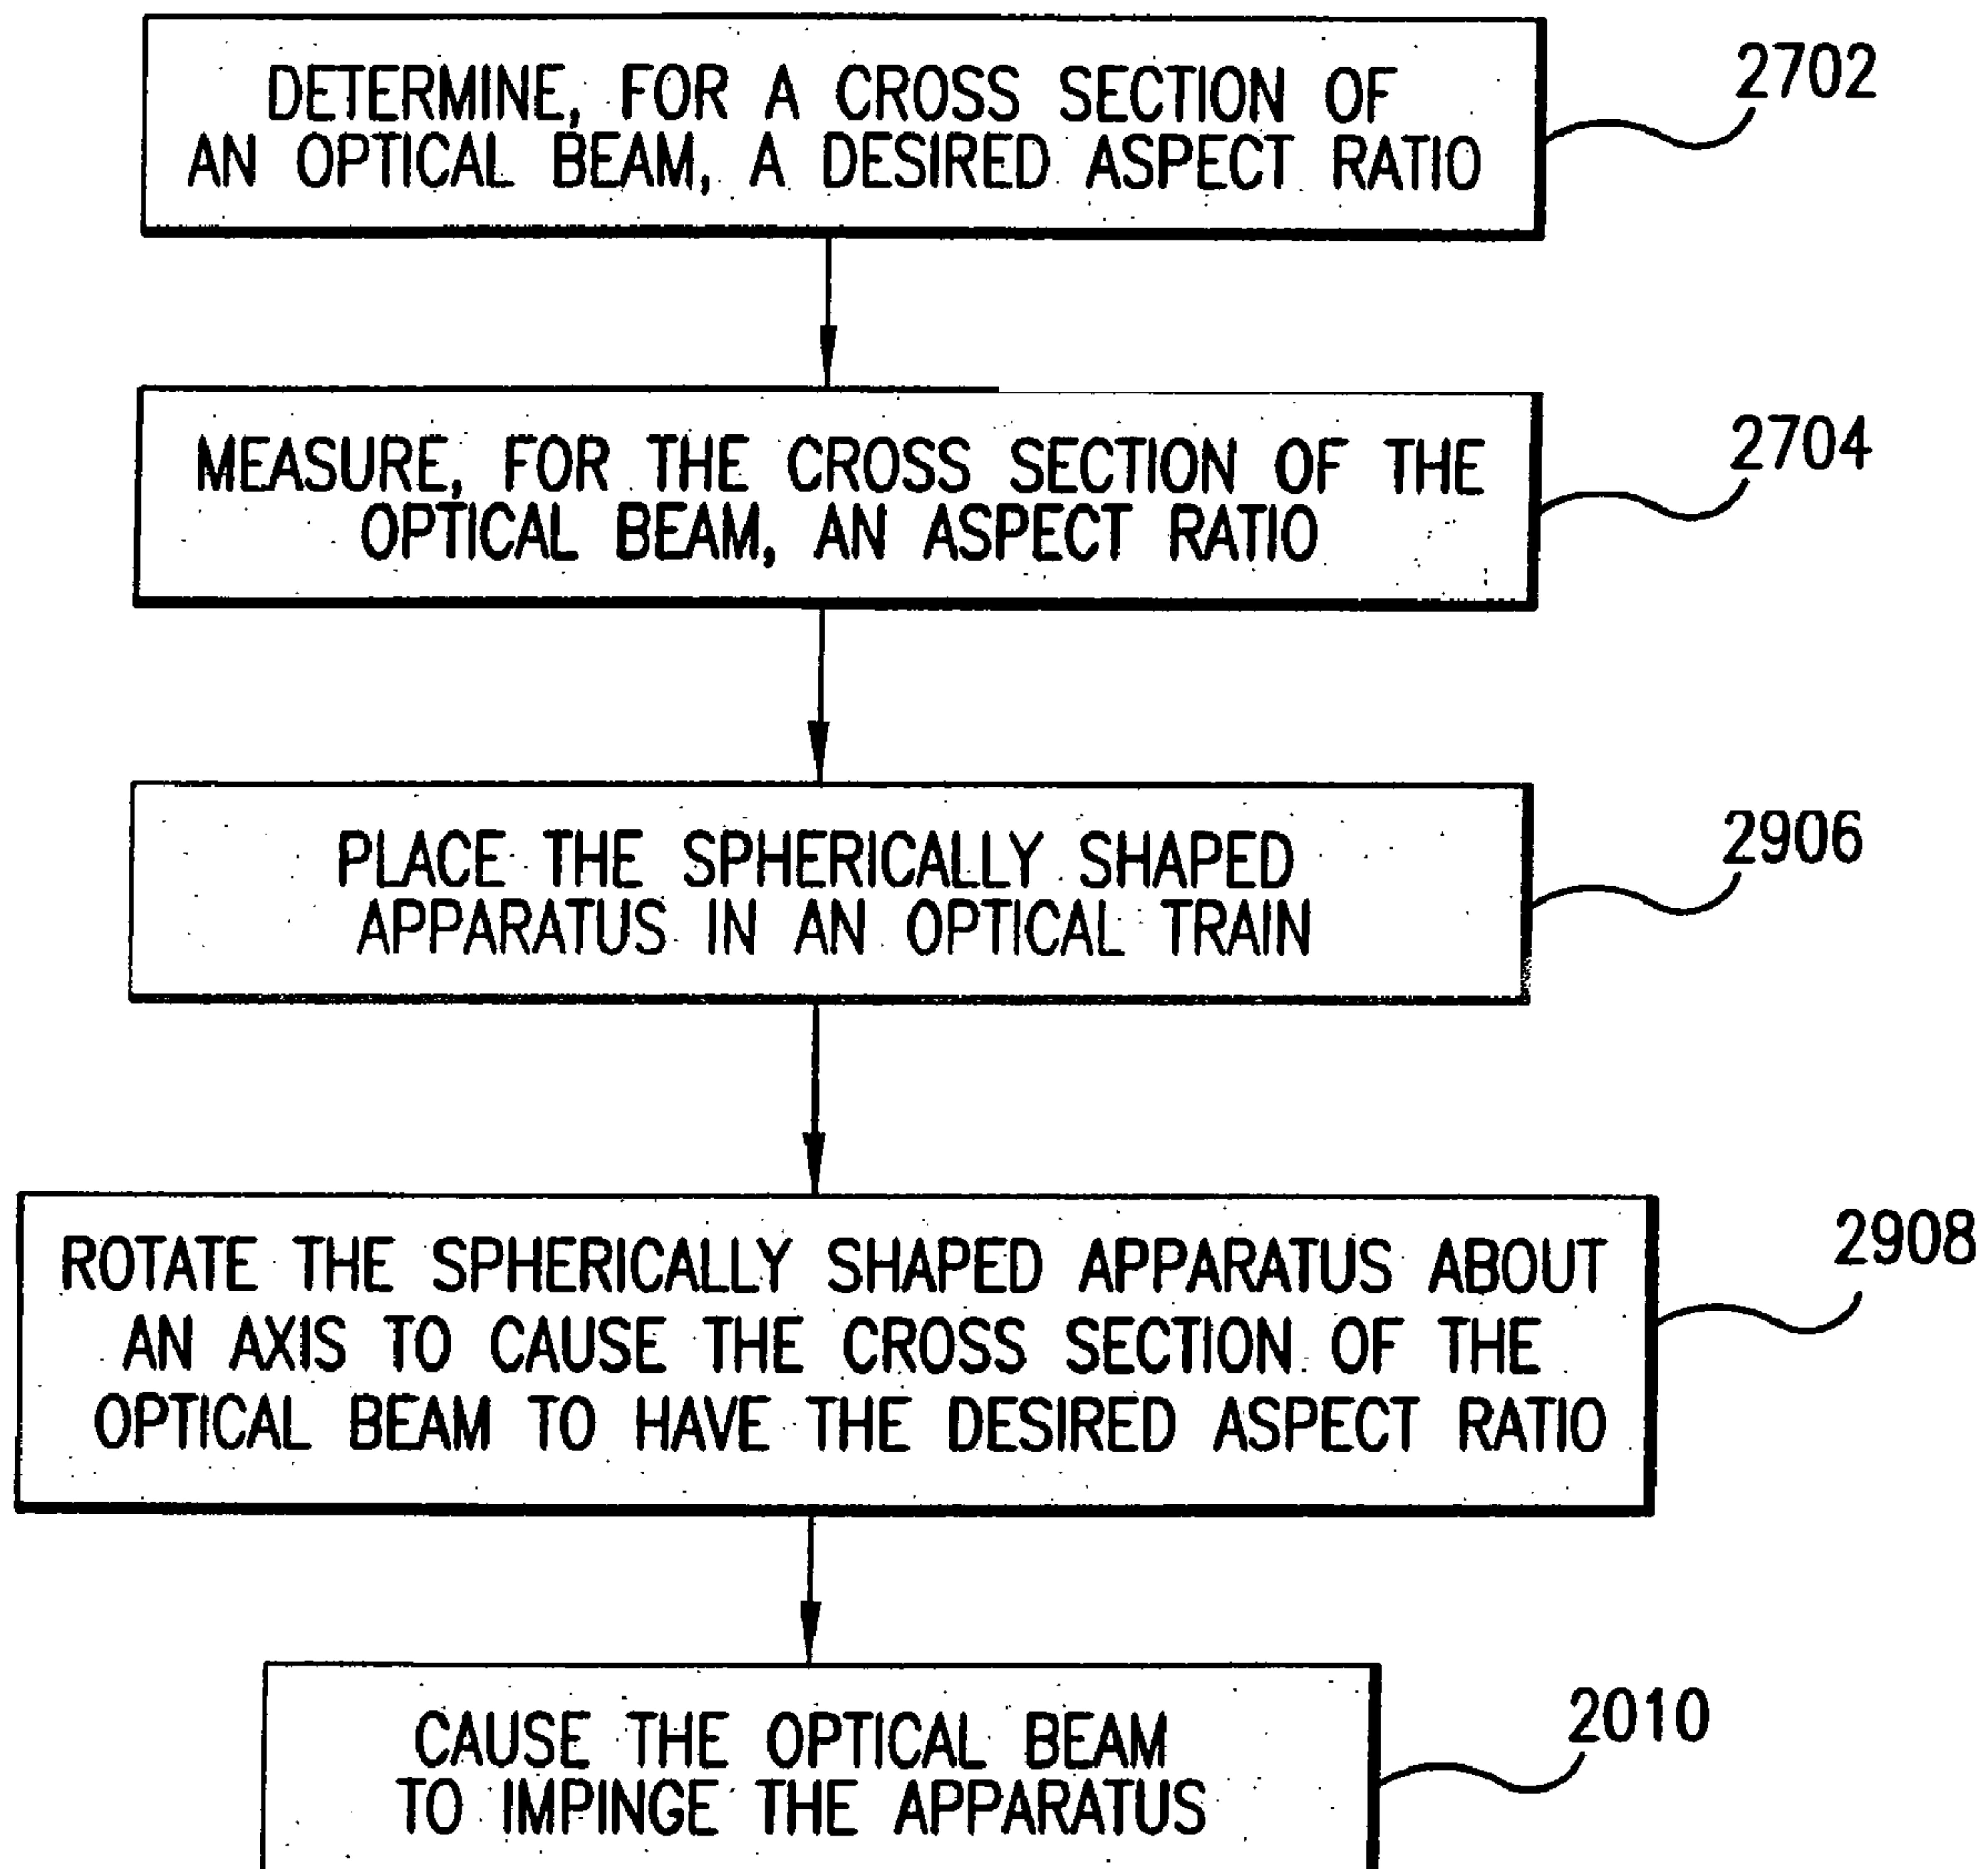 DETERMINE, FOR A CROSS SECTION OF
AN OPTICAL BEAM, A DESIRED ASPECT RATIO
2702
MEASURE, FOR THE CROSS SECTION OF THE
OPTICAL BEAM, AN ASPECT RATIO
2704
PLACE THE SPHERICALLY SHAPED
APPARATUS IN AN OPTICAL TRAIN
2906
ROTATE THE SPHERICALLY SHAPED APPARATUS ABOUT
AN AXIS TO CAUSE THE CROSS SECTION OF THE
OPTICAL BEAM TO HAVE THE DESIRED ASPECT RATIO
2908
CAUSE THE OPTICAL BEAM
TO IMPINGE THE APPARATUS
2010